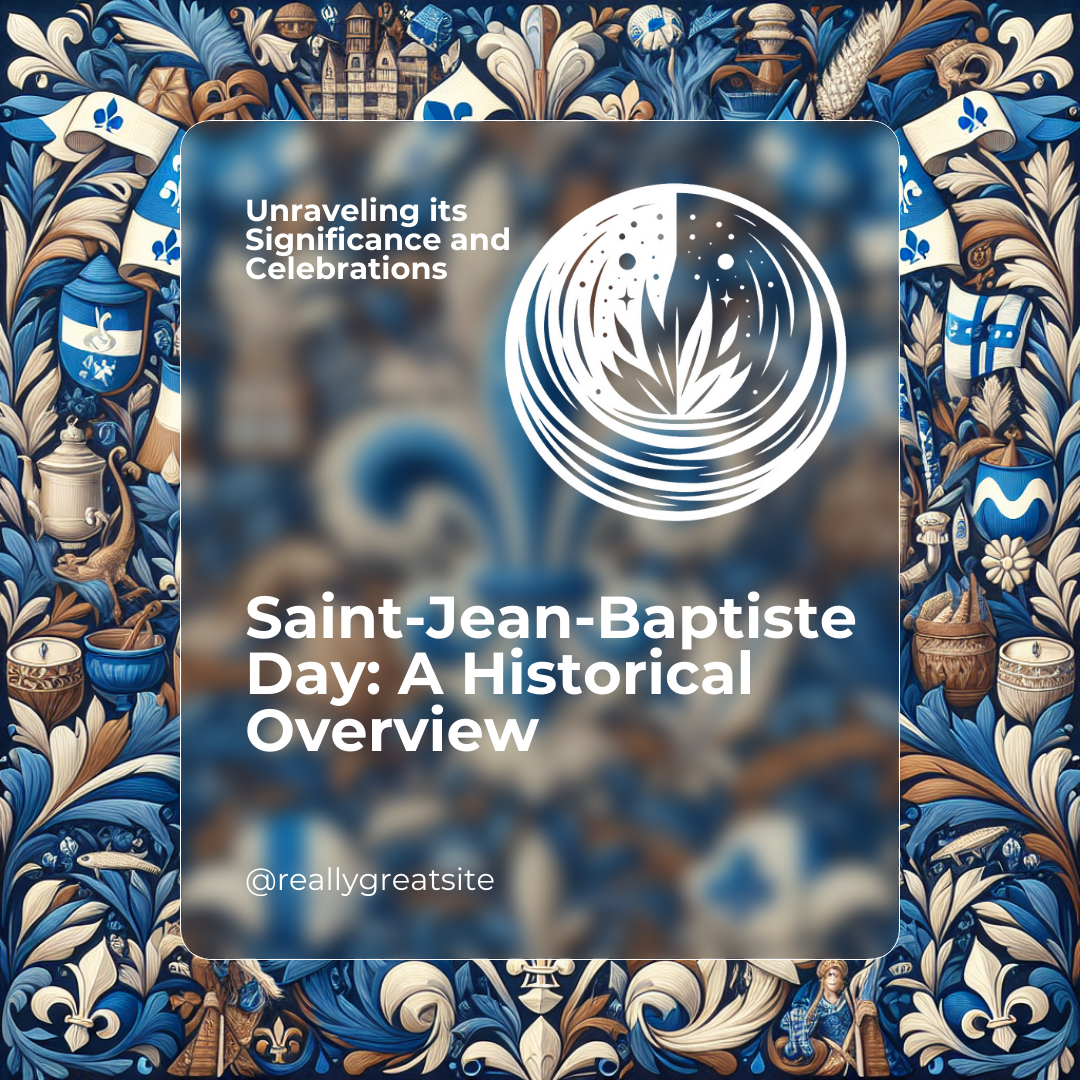 Unraveling its
Significance and
Celebrations
Saint-Jean-Baptiste
Day: A Historical
Overview
@reallygreatsite